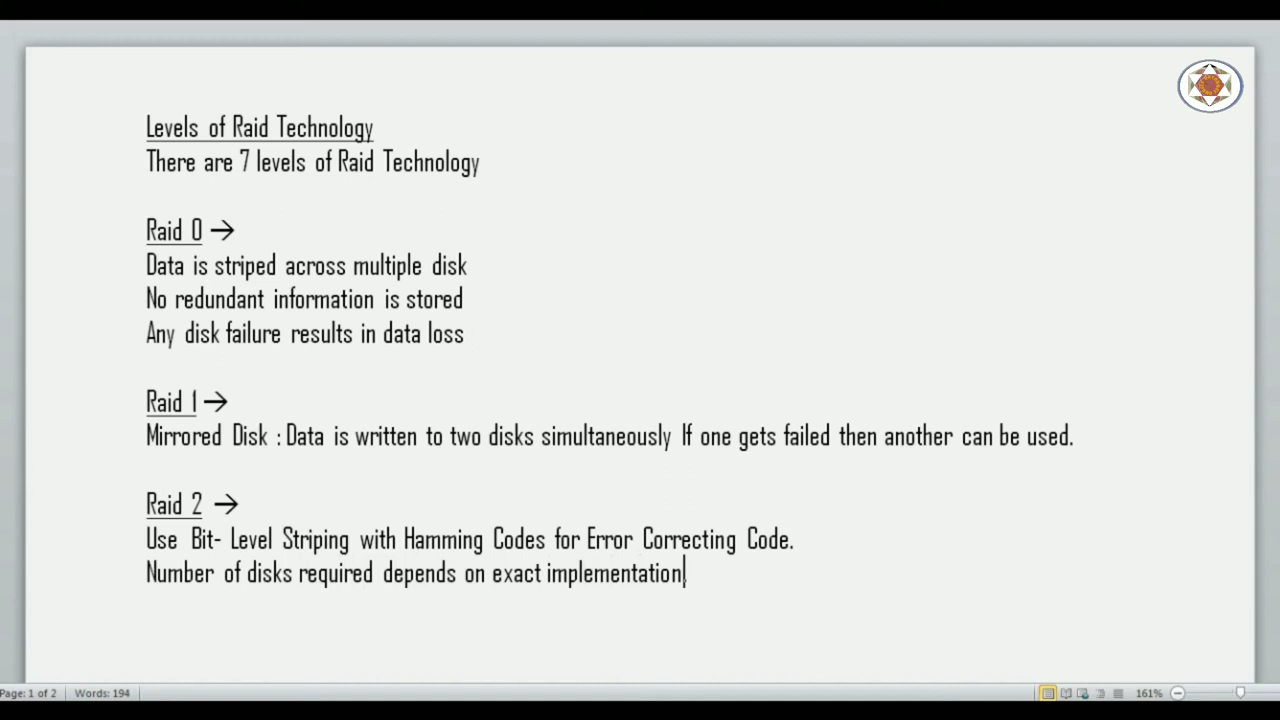 Levels of Raid Technology
There are 7 levels of Raid Technology
Raid 0 →
Data is striped across multiple disk
No redundant information is stored
Any disk failure results in data loss
Raid 1 →
Mirrored Disk : Data is written to two disks simultaneously If one gets failed then another can be used.
Raid 2 →
Use Bit- Level Striping with Hamming Codes for Error Correcting Code.
Number of disks required depends on exact implementation
Page: 1 of 2 Words: 194 161%